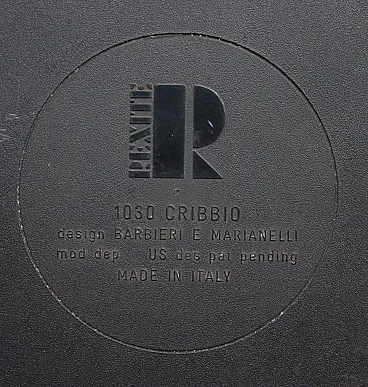 REXITE
R
1030 CRIBBIO
design BARBIERI E MARIANELLI
mod dep US des pat pending
MADE IN ITALY